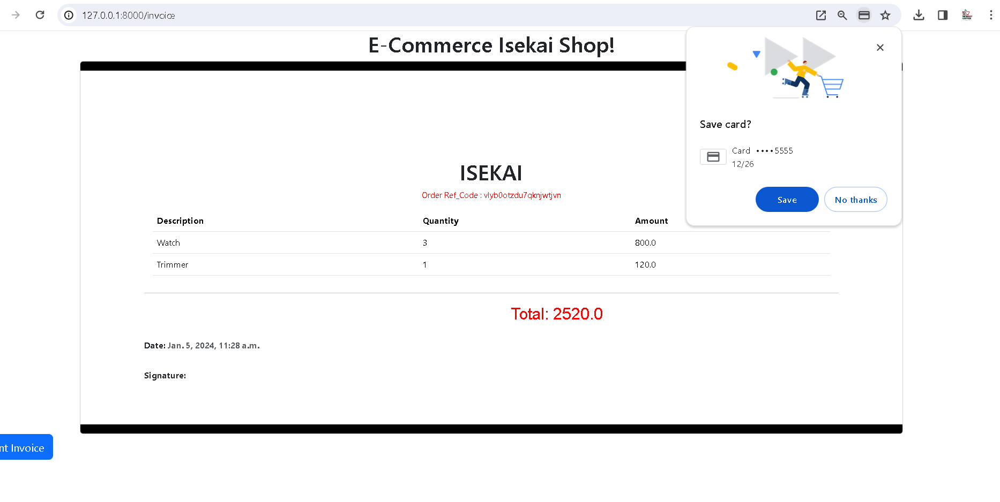 127.0.0.1:8000/invoice
E-Commerce Isekai Shop!
Save card?
Card ••••5555
12/26
Save No thanks
ISEKAI
Order Ref_Code : vlyb0otzdu7qknjwtjvn
Description Quantity Amount
Watch 3 800.0
Trimmer 1 120.0
Total: 2520.0
Date: Jan. 5, 2024, 11:28 a.m.
Signature:
nt Invoice